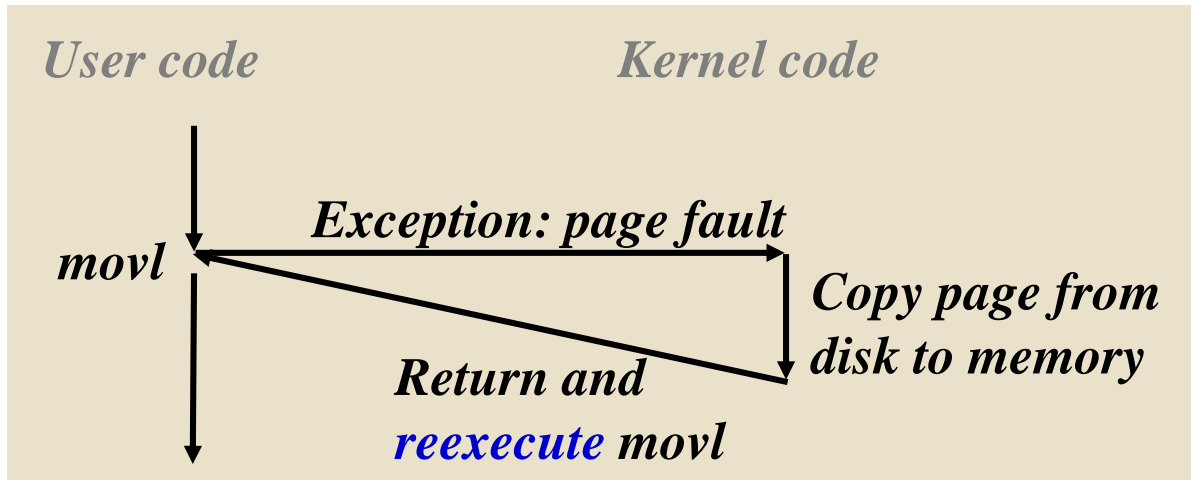 User code
Kernel code
Exception: page fault
movl
Copy page from
disk to memory
Return and
reexecute movl